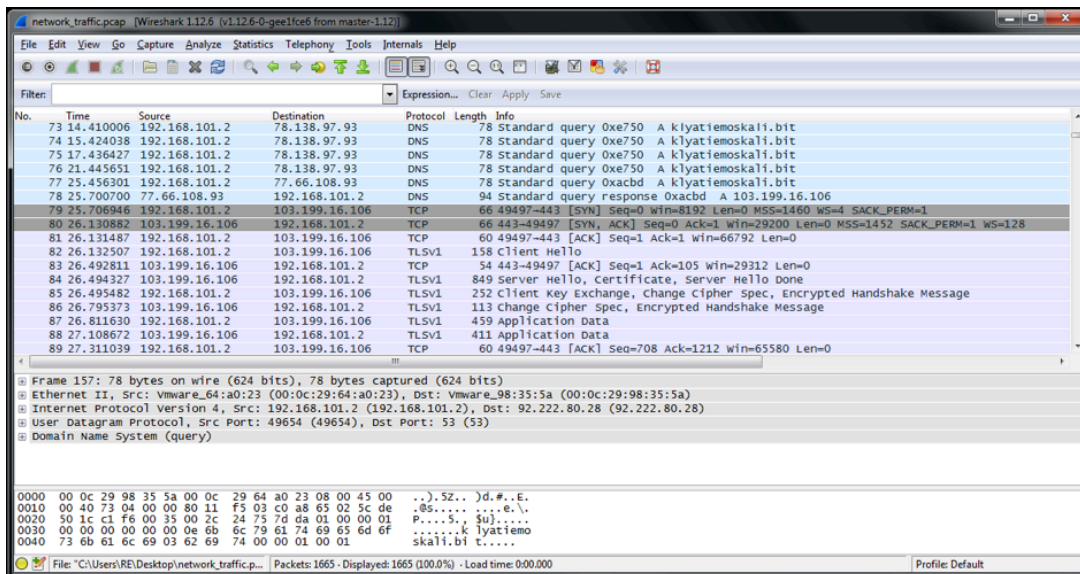 network_traffic.pcap [Wireshark 1.12.6 (v1.12.6-0-gee1fce6 from master-1.12)]
File Edit View Go Capture Analyze Statistics Telephony Tools Internals Help
Filter: Expression... Clear Apply Save
No. Time Source Destination Protocol Length Info
73 14.410006 192.168.101.2 78.138.97.93 DNS 78 Standard query 0xe750 A klyatiemoskali.bit
74 15.424038 192.168.101.2 78.138.97.93 DNS 78 Standard query 0xe750 A klyatiemoskali.bit
75 17.436427 192.168.101.2 78.138.97.93 DNS 78 Standard query 0xe750 A klyatiemoskali.bit
76 21.445651 192.168.101.2 78.138.97.93 DNS 78 Standard query 0xe750 A klyatiemoskali.bit
77 25.456301 192.168.101.2 77.66.108.93 DNS 78 Standard query 0xacbd A klyatiemoskali.bit
78 25.700700 77.66.108.93 192.168.101.2 DNS 94 Standard query response 0xacbd A 103.199.16.106
79 25.706946 192.168.101.2 103.199.16.106 TCP 66 49497→443 [SYN] Seq=0 Win=8192 Len=0 MSS=1460 WS=4 SACK_PERM=1
80 26.130882 103.199.16.106 192.168.101.2 TCP 66 443→49497 [SYN, ACK] Seq=0 Ack=1 Win=29200 Len=0 MSS=1452 SACK_PERM=1 WS=128
81 26.131487 192.168.101.2 103.199.16.106 TCP 60 49497→443 [ACK] Seq=1 Ack=1 Win=66792 Len=0
82 26.132507 192.168.101.2 103.199.16.106 TLSv1 158 Client Hello
83 26.492811 103.199.16.106 192.168.101.2 TCP 54 443→49497 [ACK] Seq=1 Ack=105 Win=29312 Len=0
84 26.494327 103.199.16.106 192.168.101.2 TLSv1 849 Server Hello, Certificate, Server Hello Done
85 26.495482 192.168.101.2 103.199.16.106 TLSv1 252 Client Key Exchange, Change Cipher Spec, Encrypted Handshake Message
86 26.795373 103.199.16.106 192.168.101.2 TLSv1 113 Change Cipher Spec, Encrypted Handshake Message
87 26.811630 192.168.101.2 103.199.16.106 TLSv1 459 Application Data
88 27.108672 103.199.16.106 192.168.101.2 TLSv1 411 Application Data
89 27.311039 192.168.101.2 103.199.16.106 TCP 60 49497→443 [ACK] Seq=708 Ack=1212 Win=65580 Len=0
Frame 157: 78 bytes on wire (624 bits), 78 bytes captured (624 bits)
Ethernet II, Src: Vmware_64:a0:23 (00:0c:29:64:a0:23), Dst: Vmware_98:35:5a (00:0c:29:98:35:5a)
Internet Protocol Version 4, Src: 192.168.101.2 (192.168.101.2), Dst: 92.222.80.28 (92.222.80.28)
User Datagram Protocol, Src Port: 49654 (49654), Dst Port: 53 (53)
Domain Name System (query)
0000 00 0c 29 98 35 5a 00 0c 29 64 a0 23 08 00 45 00 ..).5Z.. )d.#..E.
0010 00 40 73 04 00 00 80 11 f5 03 c0 a8 65 02 5c de .@s..... ....e.\.
0020 50 1c c1 f6 00 35 00 2c 24 75 7d da 01 00 00 01 P....5., $u}.....
0030 00 00 00 00 00 00 0e 6b 6c 79 61 74 69 65 6d 6f .......k lyatiemo
0040 73 6b 61 6c 69 03 62 69 74 00 00 01 00 01 skali.bi t.....
File: "C:\Users\RE\Desktop\network_traffic.p... Packets: 1665 · Displayed: 1665 (100.0%) · Load time: 0:00.000 Profile: Default